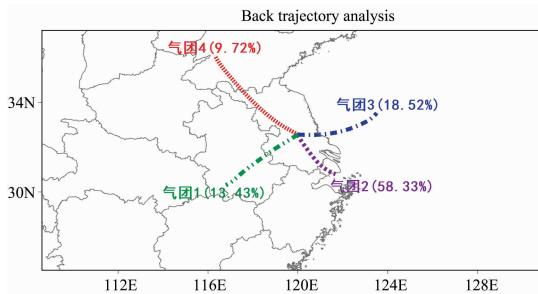 Back trajectory analysis
气团4(9.72%)
34N
气团3(18.52%)
30N
气团1(13.43%)
气团2(58.33%)
112E
116E
120E
124E
128E